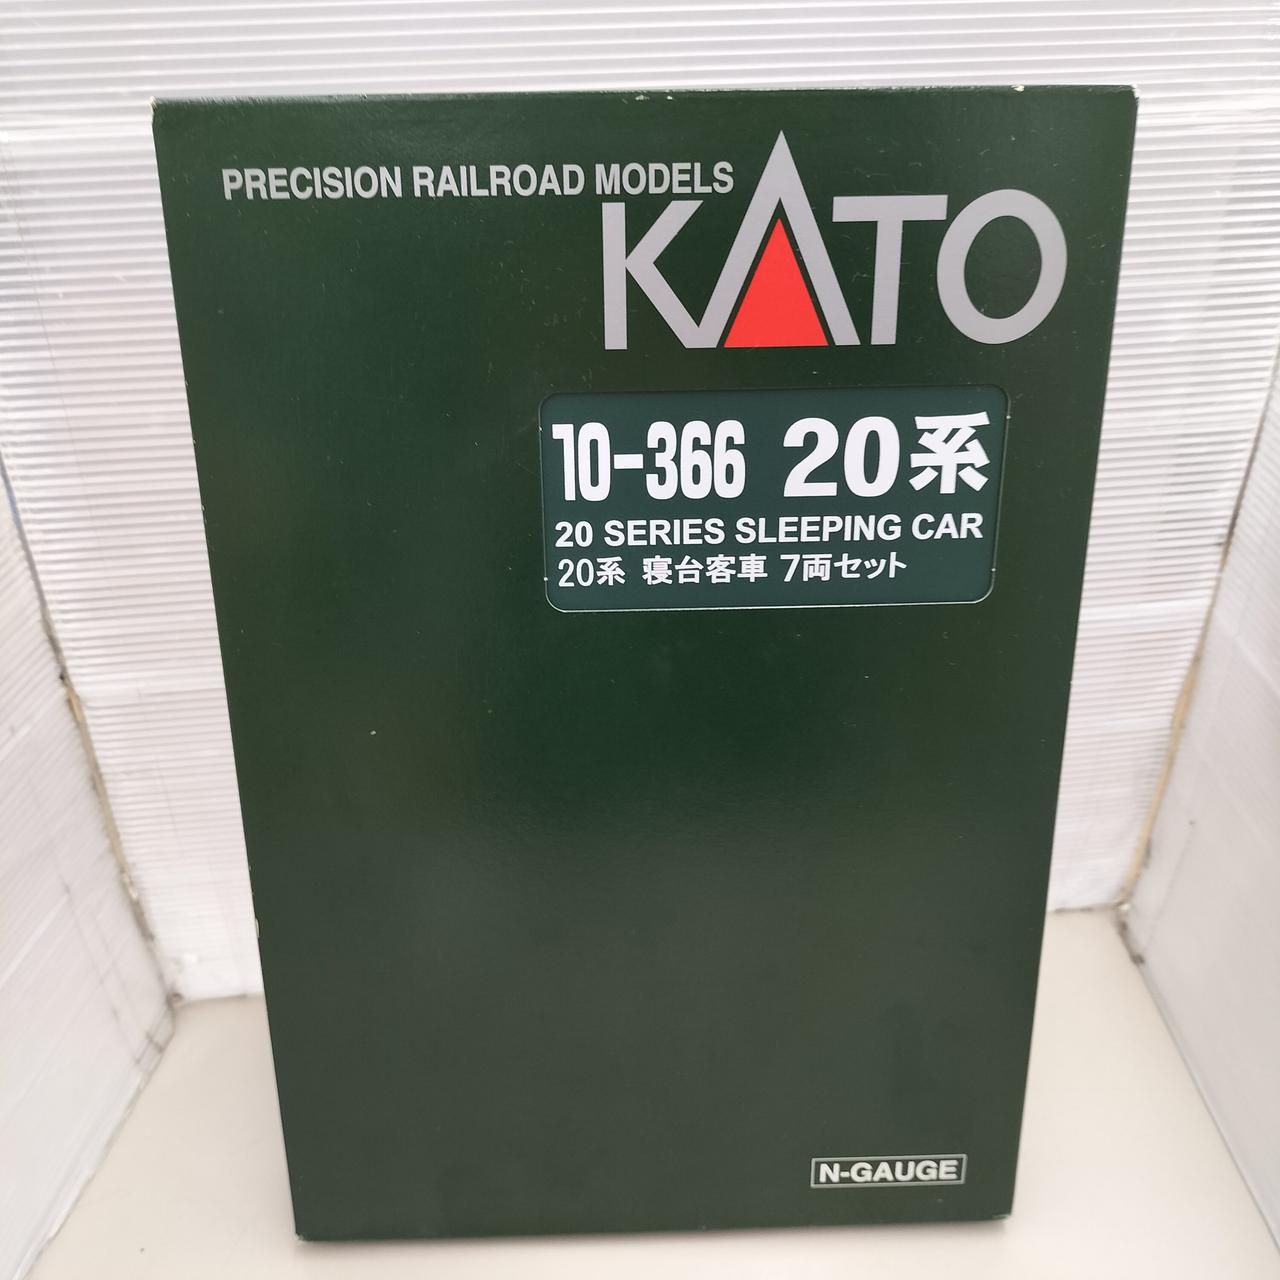 PRECISION RAILROAD MODELS
KATO
10-366 20系
20 SERIES SLEEPING CAR
20系 寝台客車 7両セット
N-GAUGE